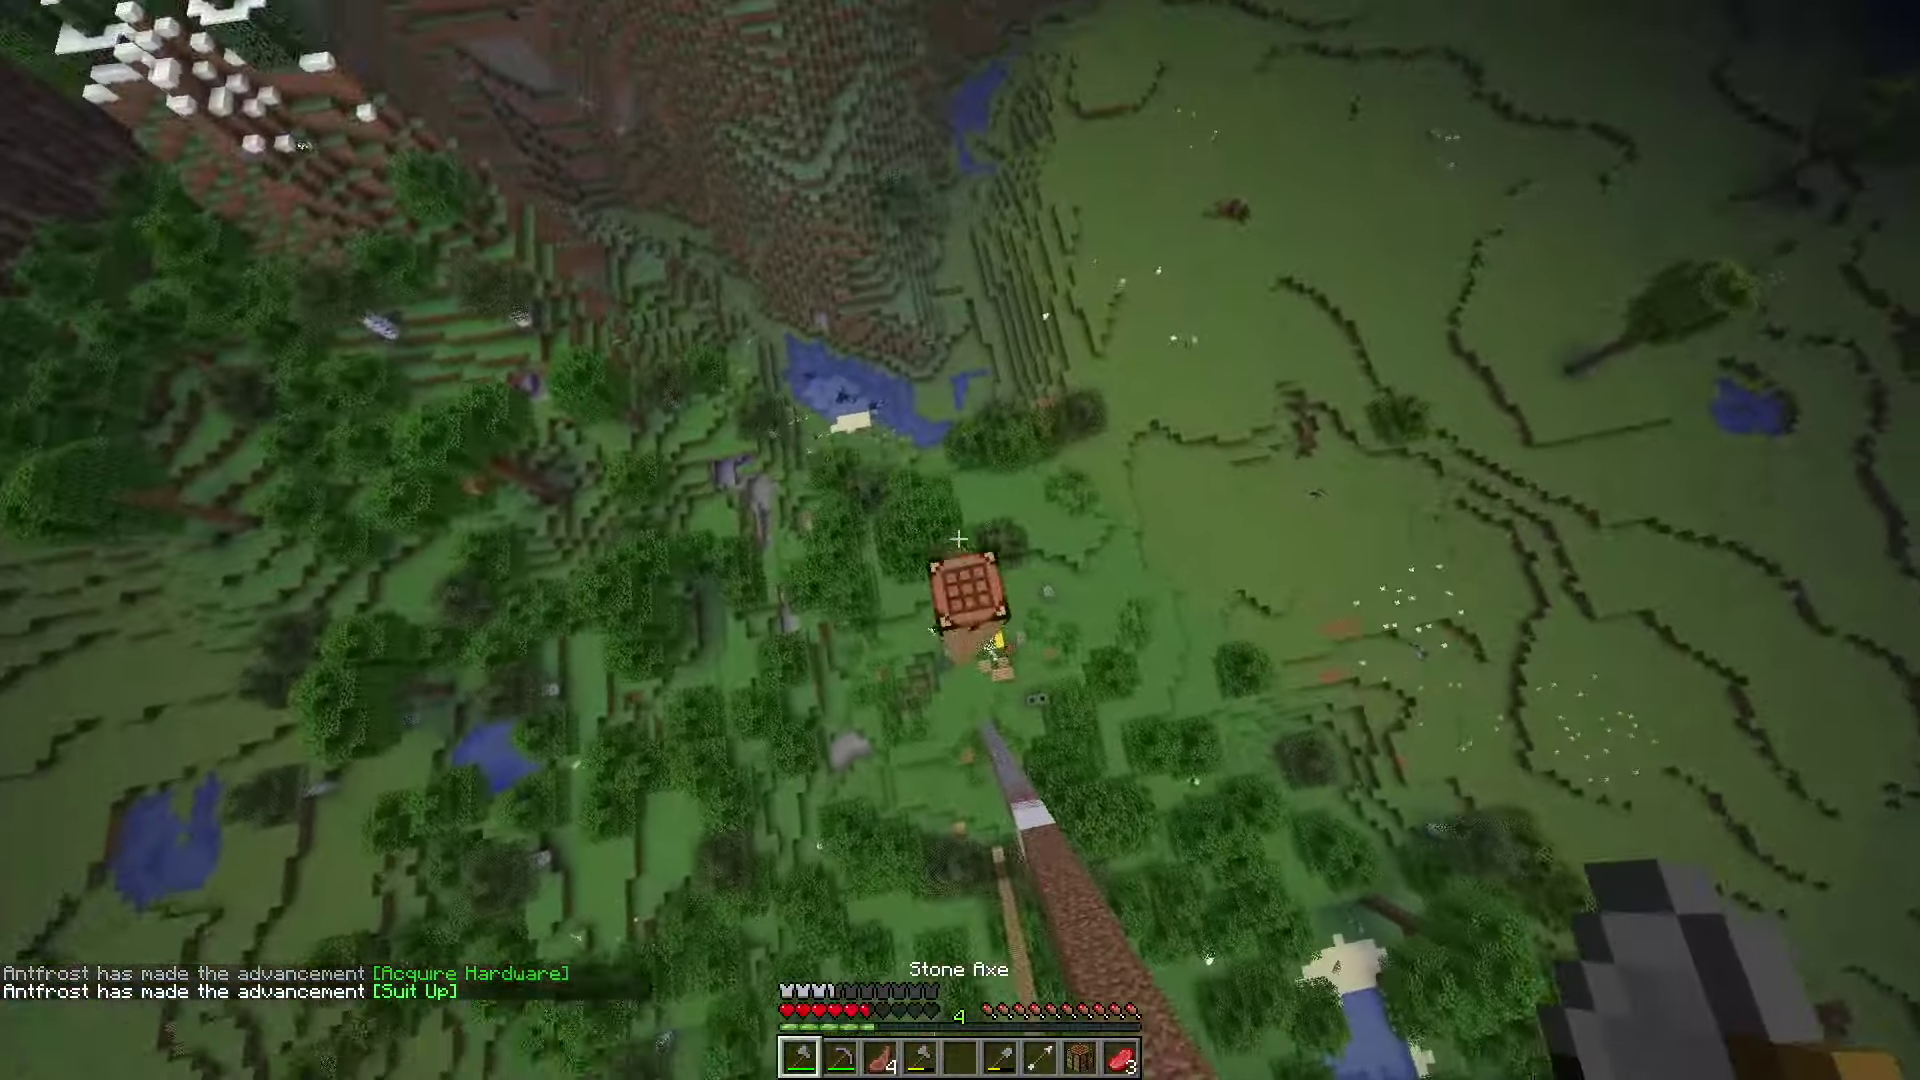 Antfrost has made the advancement [Acquire Hardware]
Antfrost has made the advancement [Suit Up]
Stone Axe
4
4
3